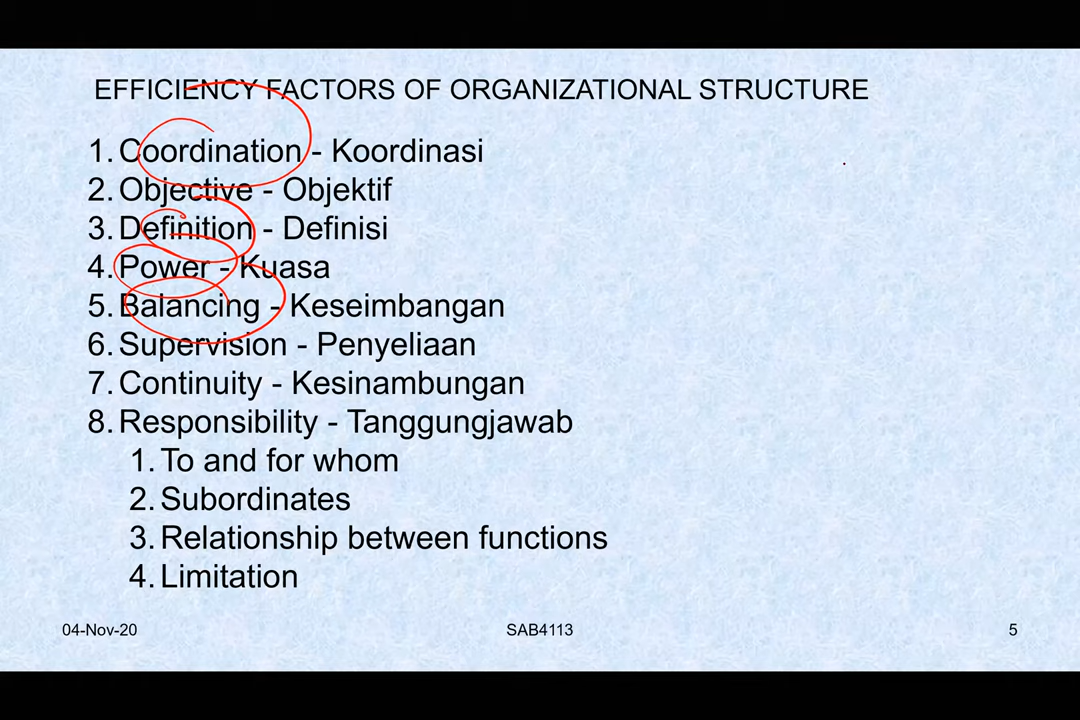 EFFICIENCY FACTORS OF ORGANIZATIONAL STRUCTURE
1. Coordination - Koordinasi
2. Objective - Objektif
3. Definition - Definisi
4. Power - Kuasa
5. Balancing - Keseimbangan
6. Supervision - Penyeliaan
7. Continuity - Kesinambungan
8. Responsibility - Tanggungjawab
1. To and for whom
2. Subordinates
3. Relationship between functions
4. Limitation
04-Nov-20 SAB4113 5